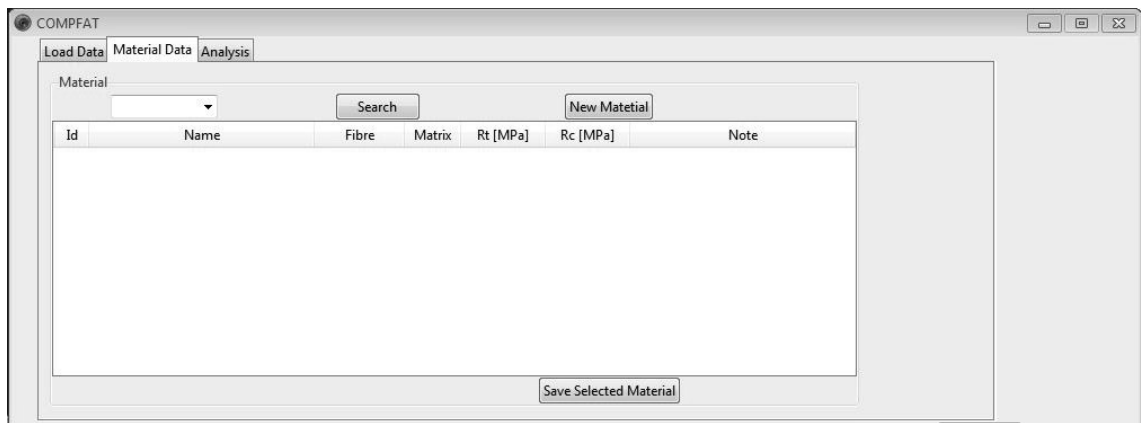 COMPFAT
Load Data Material Data Analysis
Material
Search New Matetial
Id Name Fibre Matrix Rt [MPa] Rc [MPa] Note
Save Selected Material